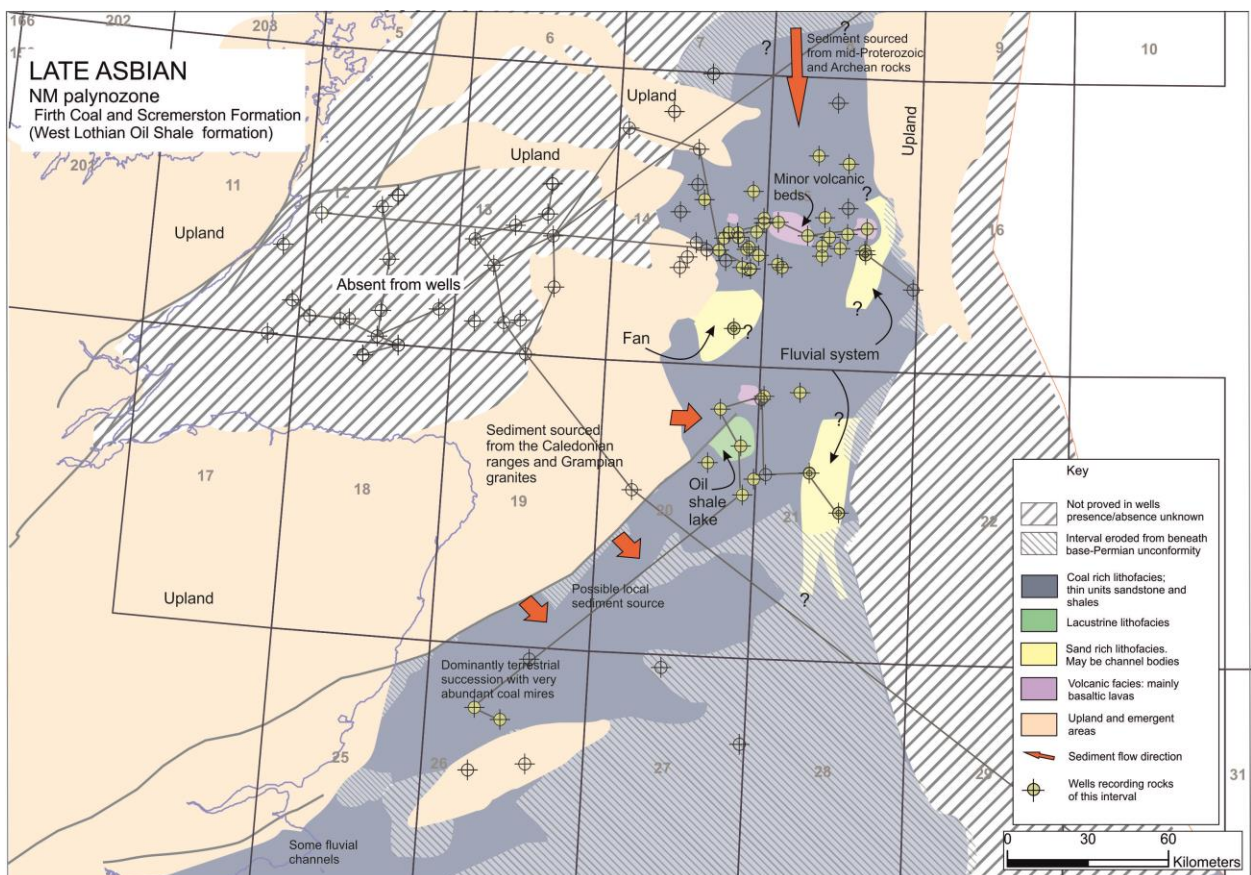 166
202
203
5
6
7
9
10
LATE ASBIAN
NM palynozone
Firth Coal and Scremerston Formation
(West Lothian Oil Shale formation)
?
?
Sediment sourced
from mid-Proterozoic
and Archean rocks
Upland
Upland
201
11
Upland
12
13
14
16
Upland
Minor volcanic
beds
?
Absent from wells
Fan
?
Fluvial system
?
?
Sediment sourced
from the Caledonian
ranges and Grampian
granites
17
18
19
20
21
22
Oil
shale
lake
Upland
Possible local
sediment source
?
Dominantly terrestrial
succession with very
abundant coal mires
25
26
27
28
29
31
Some fluvial
channels
Key
Not proved in wells
presence/absence unknown
Interval eroded from beneath
base-Permian unconformity
Coal rich lithofacies;
thin units sandstone and
shales
Lacustrine lithofacies
Sand rich lithofacies.
May be channel bodies
Volcanic facies: mainly
basaltic lavas
Upland and emergent
areas
Sediment flow direction
Wells recording rocks
of this interval
0 30 60
Kilometers